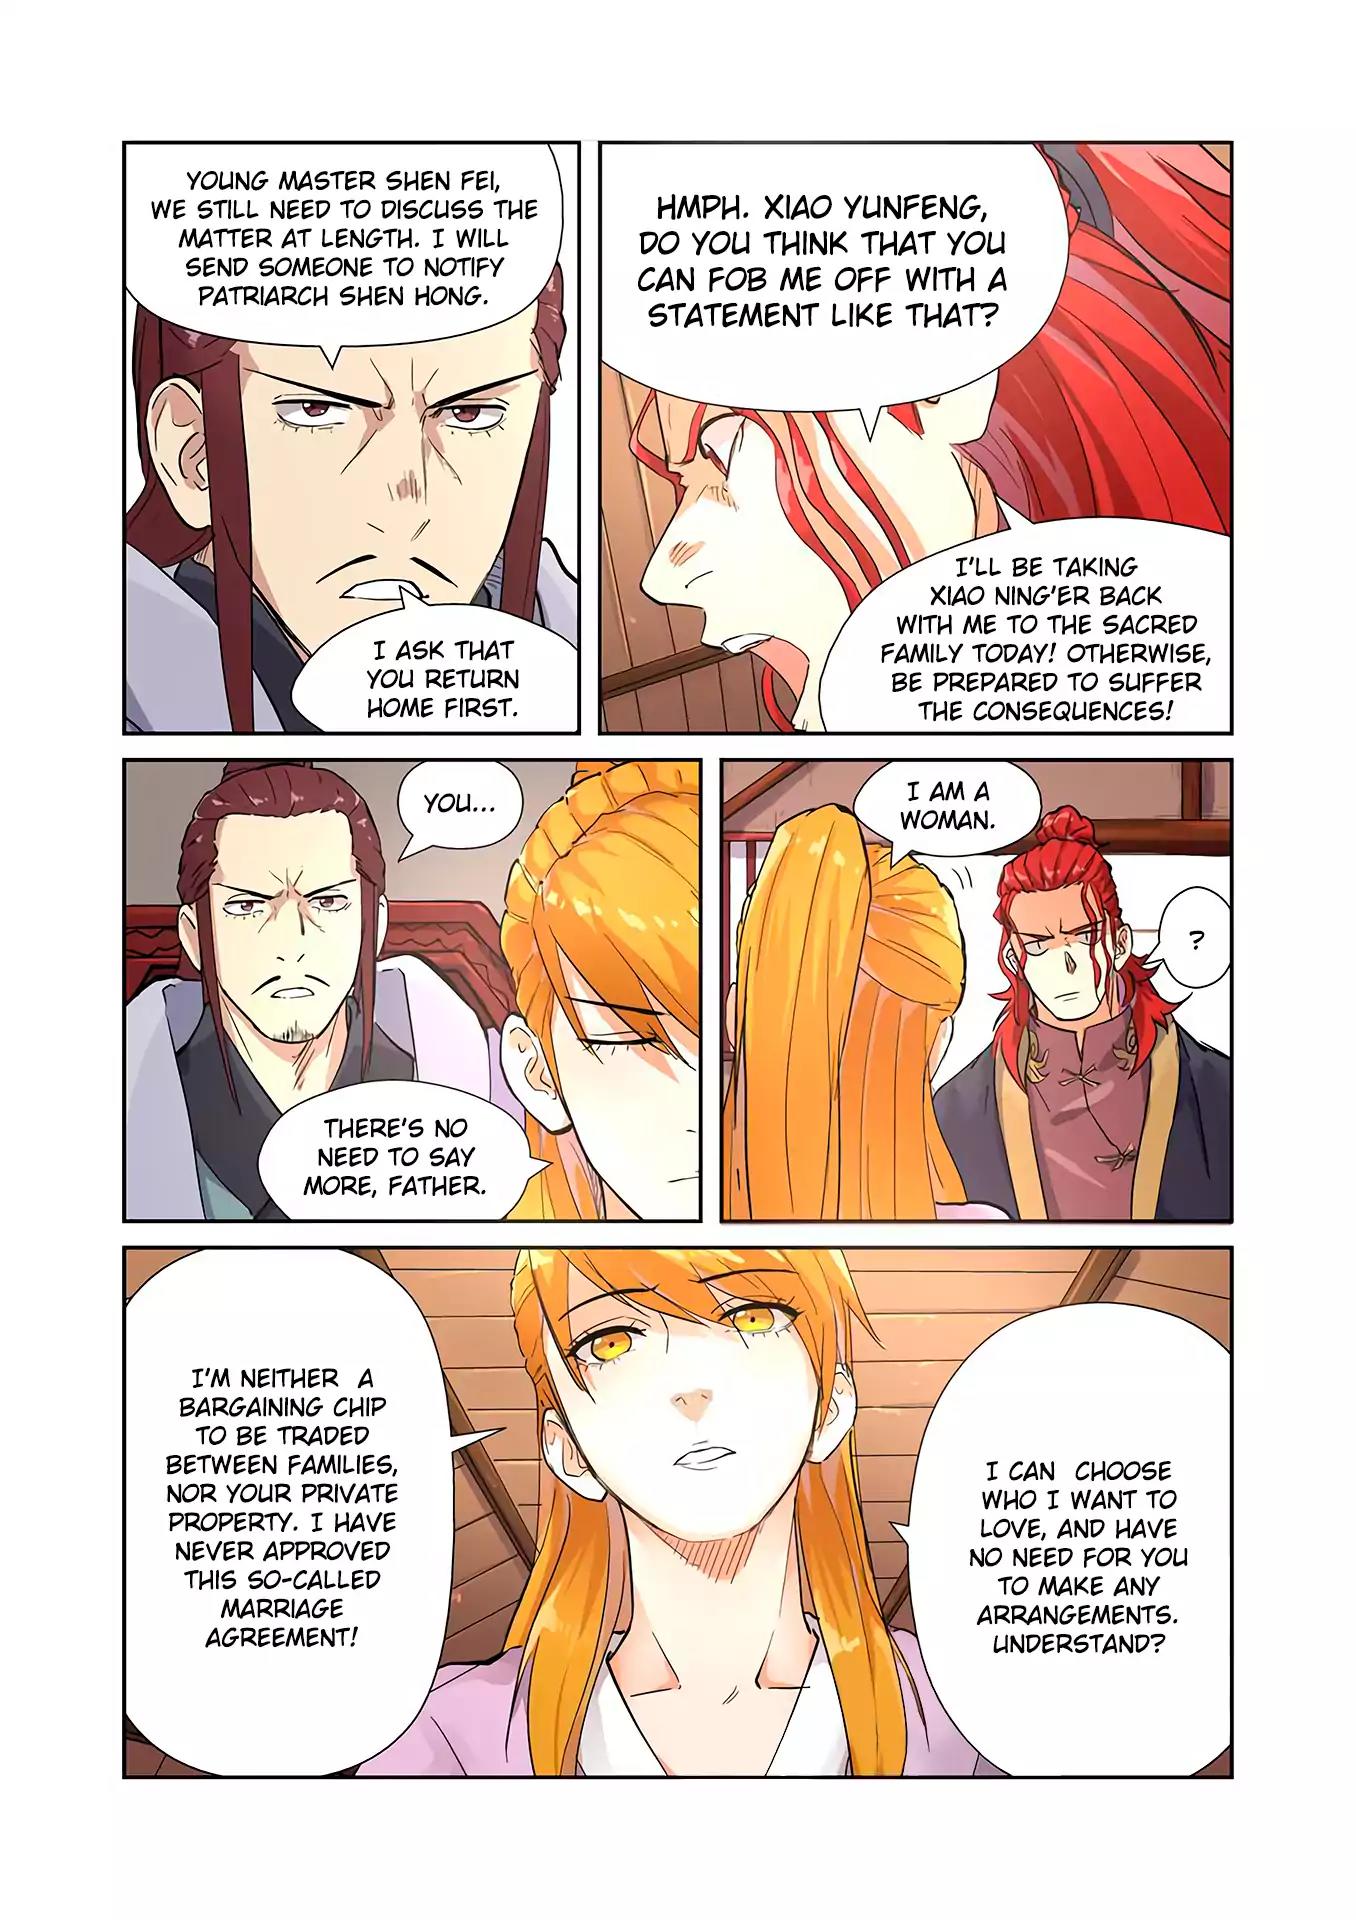 YOUNG MASTER SHEN FEI,
WE STILL NEED TO DISCUSS THE
MATTER AT LENGTH. I WILL
SEND SOMEONE TO NOTIFY
PATRIARCH SHEN HONG.
I ASK THAT
YOU RETURN
HOME FIRST.
HMPH. XIAO YUNFENG,
DO YOU THINK THAT YOU
CAN FOB ME OFF WITH A
STATEMENT LIKE THAT?
I'LL BE TAKING
XIAO NING'ER BACK
WITH ME TO THE SACRED
FAMILY TODAY! OTHERWISE,
BE PREPARED TO SUFFER
THE CONSEQUENCES!
YOU...
THERE'S NO
NEED TO SAY
MORE, FATHER.
I AM A
WOMAN.
?
I'M NEITHER A
BARGAINING CHIP
TO BE TRADED
BETWEEN FAMILIES,
NOR YOUR PRIVATE
PROPERTY. I HAVE
NEVER APPROVED
THIS SO-CALLED
MARRIAGE
AGREEMENT!
I CAN CHOOSE
WHO I WANT TO
LOVE, AND HAVE
NO NEED FOR YOU
TO MAKE ANY
ARRANGEMENTS.
UNDERSTAND?